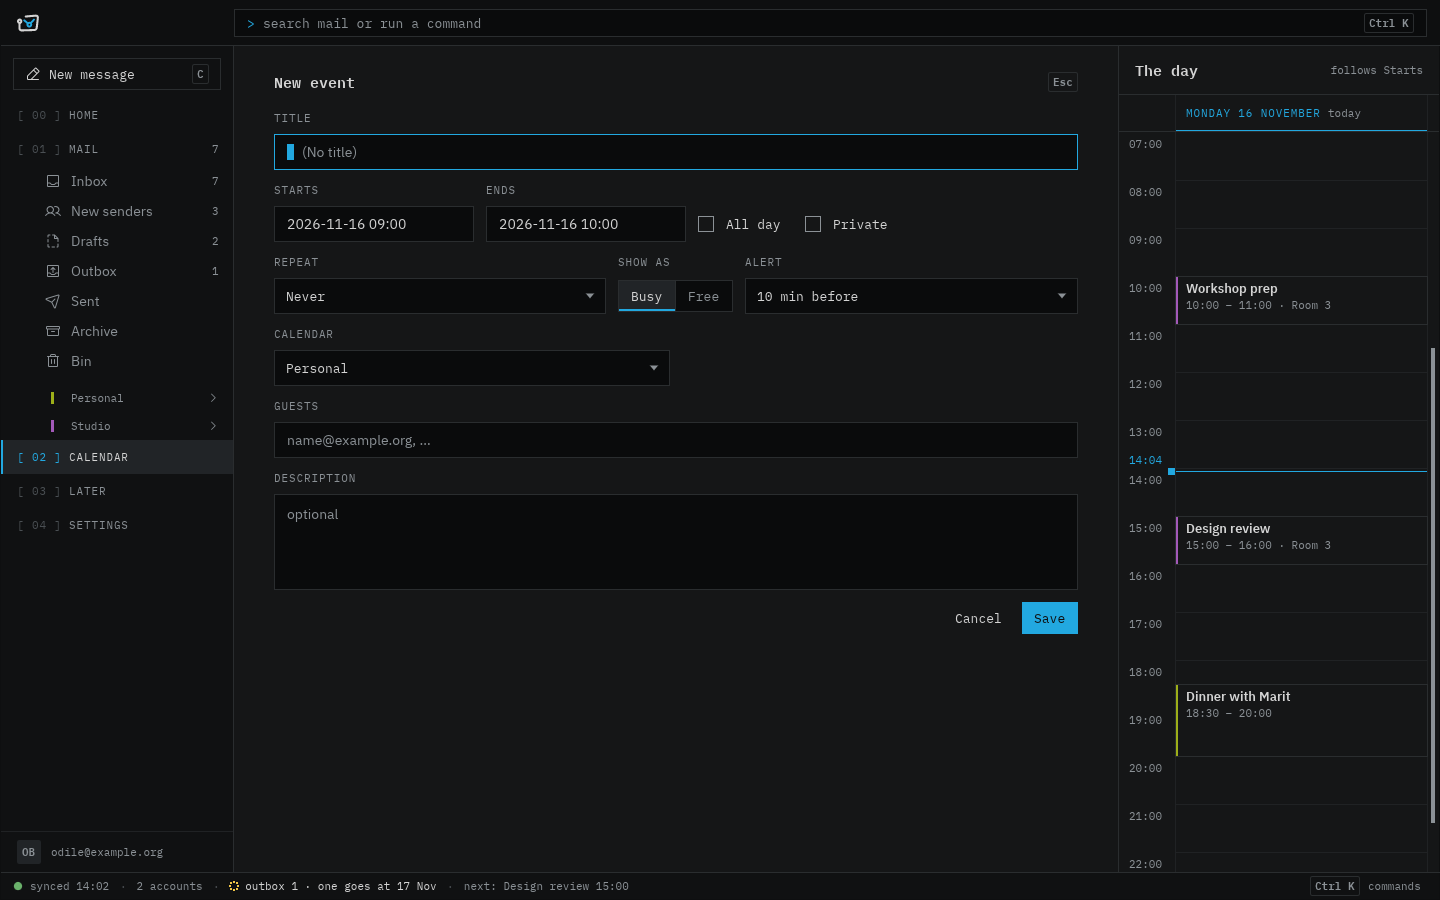 > search mail or run a command Ctrl K
New message C
[ 00 ] HOME
[ 01 ] MAIL 7
Inbox 7
New senders 3
Drafts 2
Outbox 1
Sent
Archive
Bin
Personal
Studio
[ 02 ] CALENDAR
[ 03 ] LATER
[ 04 ] SETTINGS
OB odile@example.org
New event Esc
TITLE
(No title)
STARTS ENDS
2026-11-16 09:00 2026-11-16 10:00 All day Private
REPEAT SHOW AS ALERT
Never Busy Free 10 min before
CALENDAR
Personal
GUESTS
name@example.org, ...
DESCRIPTION
optional
Cancel Save
The day follows Starts
MONDAY 16 NOVEMBER today
07:00
08:00
09:00
10:00 Workshop prep
10:00 – 11:00 · Room 3
11:00
12:00
13:00
14:04
14:00
15:00 Design review
15:00 – 16:00 · Room 3
16:00
17:00
18:00
Dinner with Marit
18:30 – 20:00
19:00
20:00
21:00
22:00
synced 14:02 · 2 accounts · outbox 1 · one goes at 17 Nov · next: Design review 15:00 Ctrl K commands